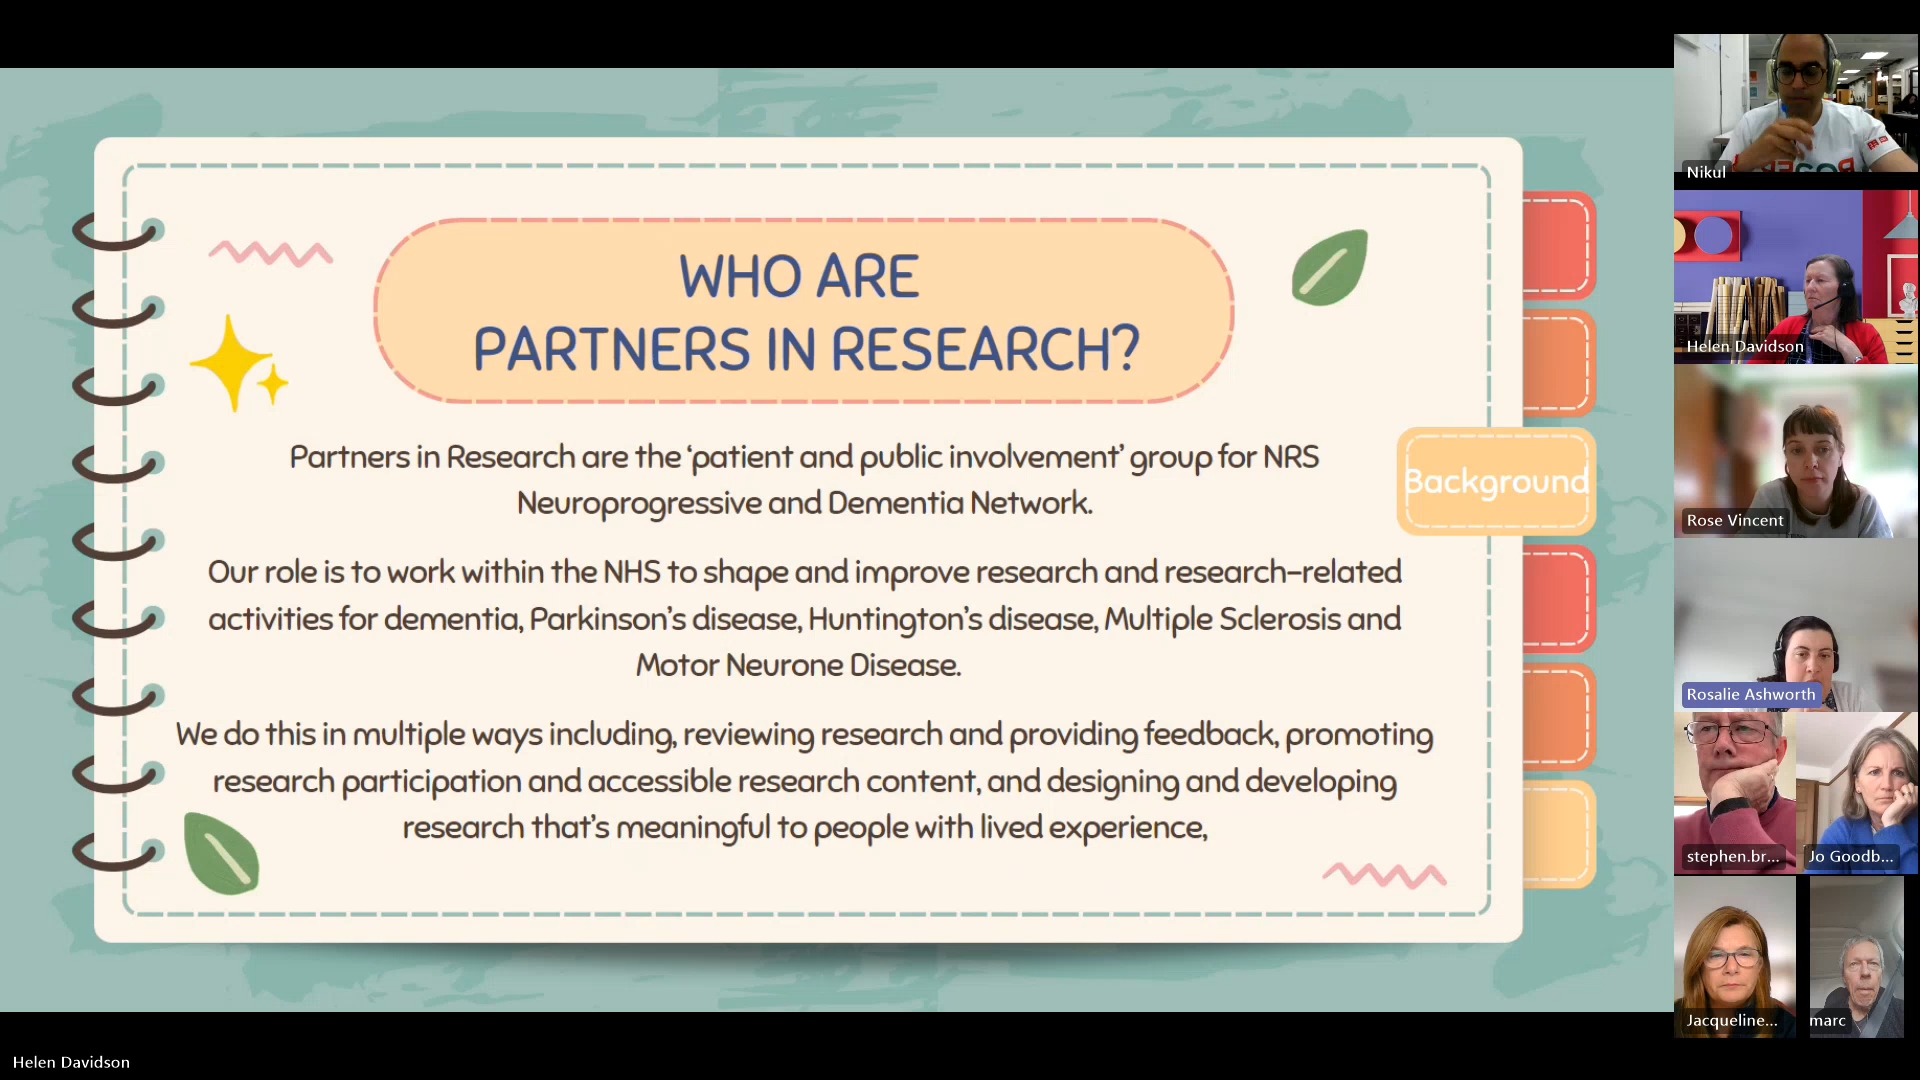 WHO ARE
PARTNERS IN RESEARCH?
Partners in Research are the ‘patient and public involvement’ group for NRS
Neuroprogressive and Dementia Network.
Background
Our role is to work within the NHS to shape and improve research and research-related
activities for dementia, Parkinson’s disease, Huntington’s disease, Multiple Sclerosis and
Motor Neurone Disease.
We do this in multiple ways including, reviewing research and providing feedback, promoting
research participation and accessible research content, and designing and developing
research that’s meaningful to people with lived experience,
Nikul
Helen Davidson
Rose Vincent
Rosalie Ashworth
stephen.br...
Jo Goodb...
Jacqueline...
marc
Helen Davidson